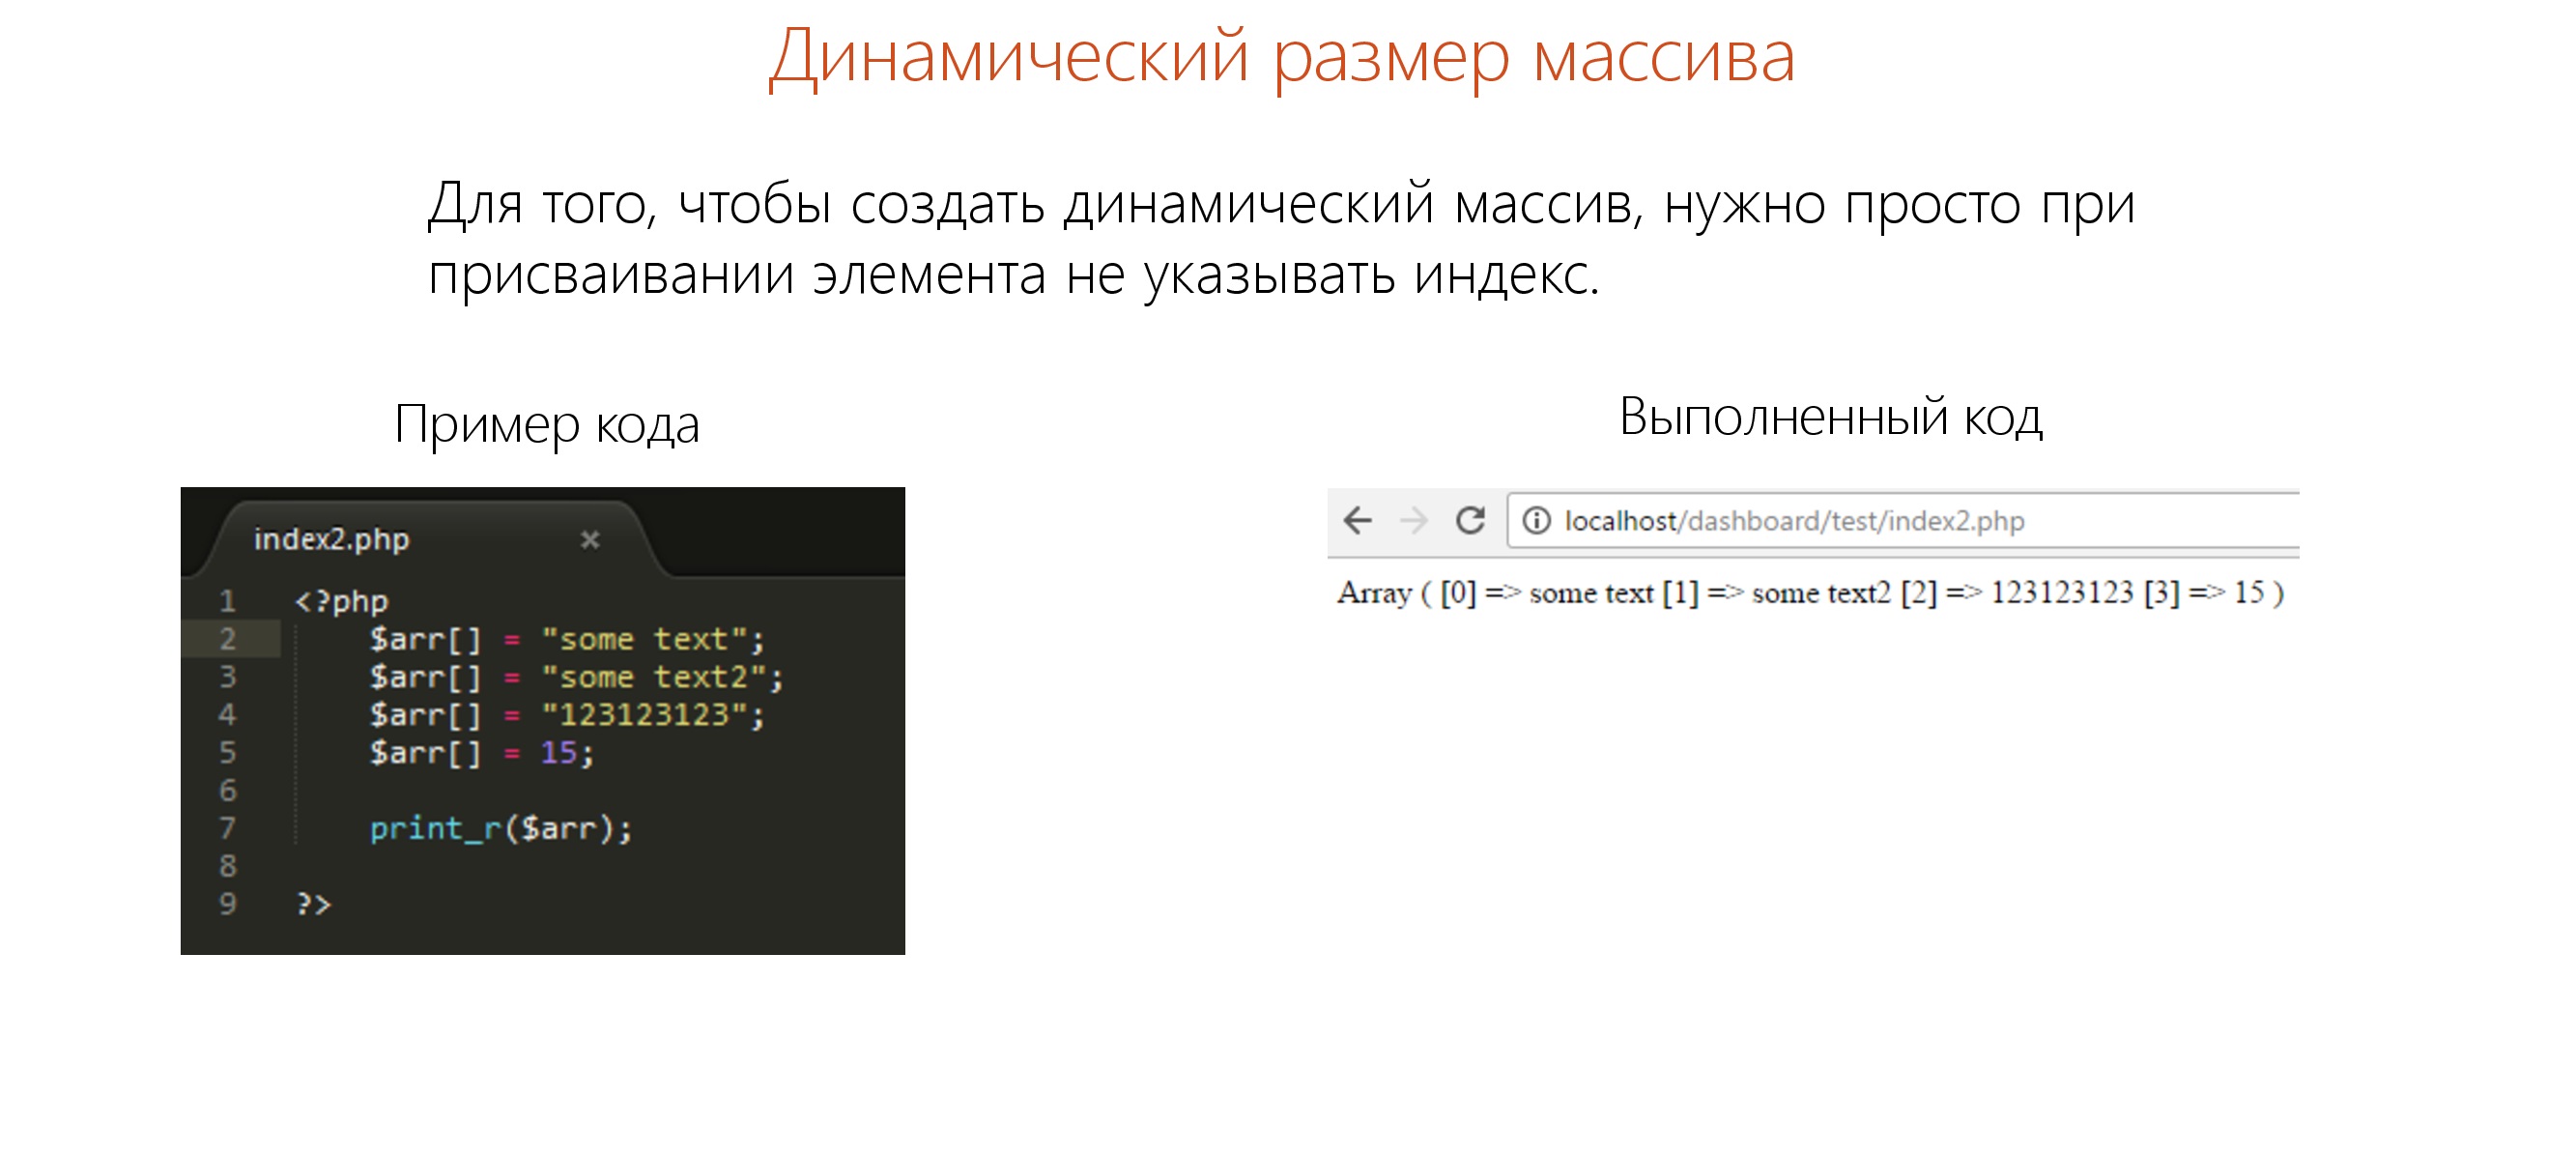 Динамический размер массива
Для того, чтобы создать динамический массив, нужно просто при
присваивании элемента не указывать индекс.
Пример кода
index2.php ×
1 <?php
2 $arr[] = "some text";
3 $arr[] = "some text2";
4 $arr[] = "123123123";
5 $arr[] = 15;
6
7 print_r($arr);
8
9 ?>
Выполненный код
localhost/dashboard/test/index2.php
Array ( [0] => some text [1] => some text2 [2] => 123123123 [3] => 15 )